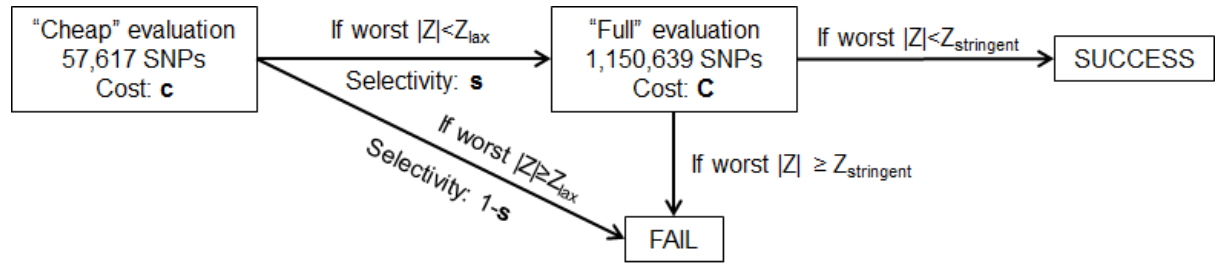 “Cheap” evaluation
57,617 SNPs
Cost: c
If worst |Z|<Zlax
Selectivity: s
“Full” evaluation
1,150,639 SNPs
Cost: C
If worst |Z|<Zstringent
SUCCESS
If worst |Z|≥Zlax
Selectivity: 1-s
If worst |Z| ≥ Zstringent
FAIL